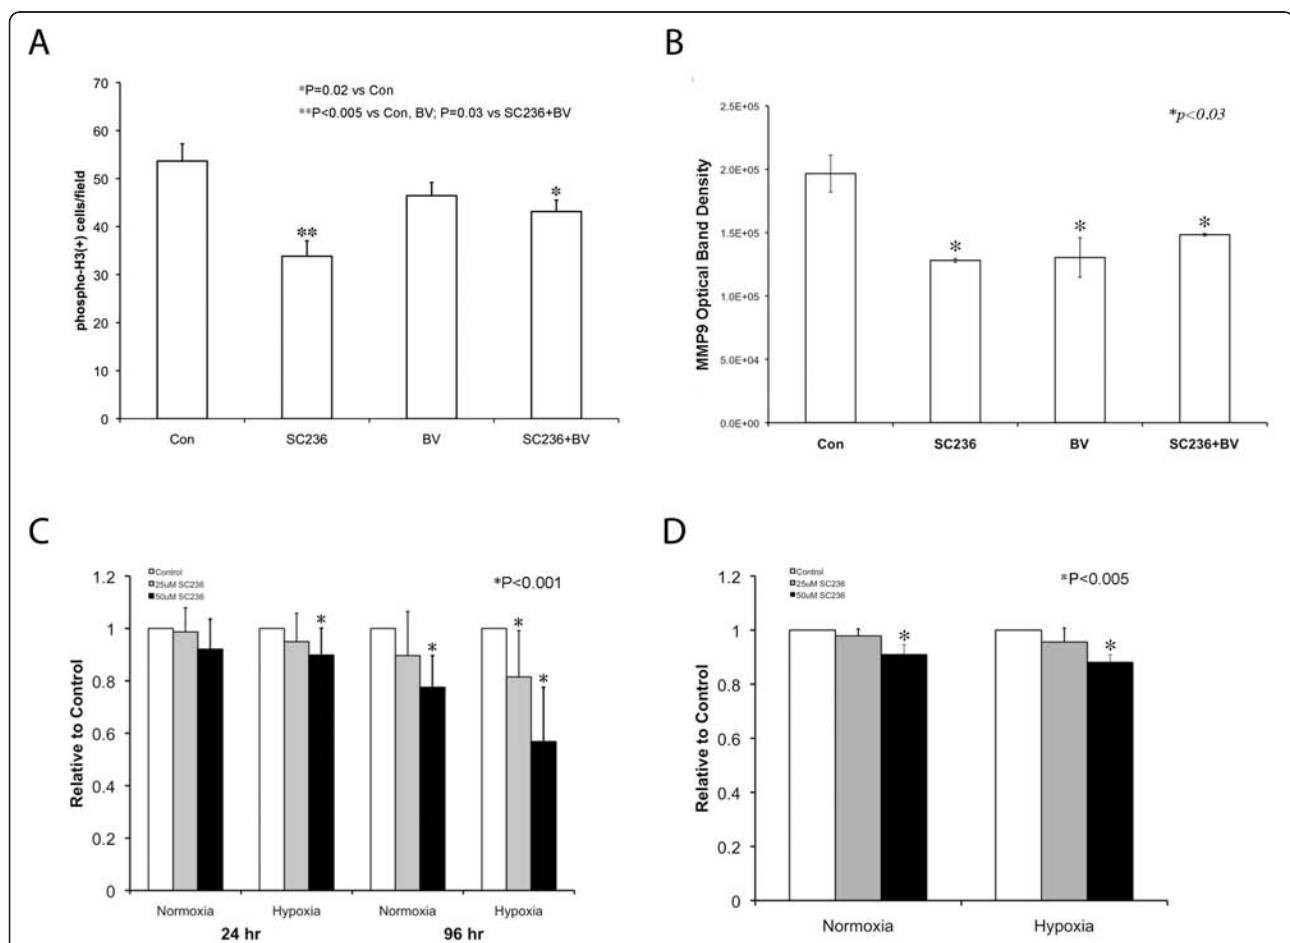 A
*P=0.02 vs Con
**P<0.005 vs Con, BV; P=0.03 vs SC236+BV
phospho-H3(+) cells/field
70
60
50
40
30
20
10
0
**
*
Con SC236 BV SC236+BV
B
*p<0.03
MMP9 Optical Band Density
2.5E+05
2.0E+05
1.5E+05
1.0E+05
5.0E+04
0.0E+00
* * *
Con SC236 BV SC236+BV
C
Control
25uM SC236
50uM SC236
*P<0.001
Relative to Control
1.2
1
0.8
0.6
0.4
0.2
0
* * * *
Normoxia Hypoxia Normoxia Hypoxia
24 hr 96 hr
D
Control
25uM SC236
50uM SC236
*P<0.005
Relative to Control
1.2
1
0.8
0.6
0.4
0.2
0
* *
Normoxia Hypoxia